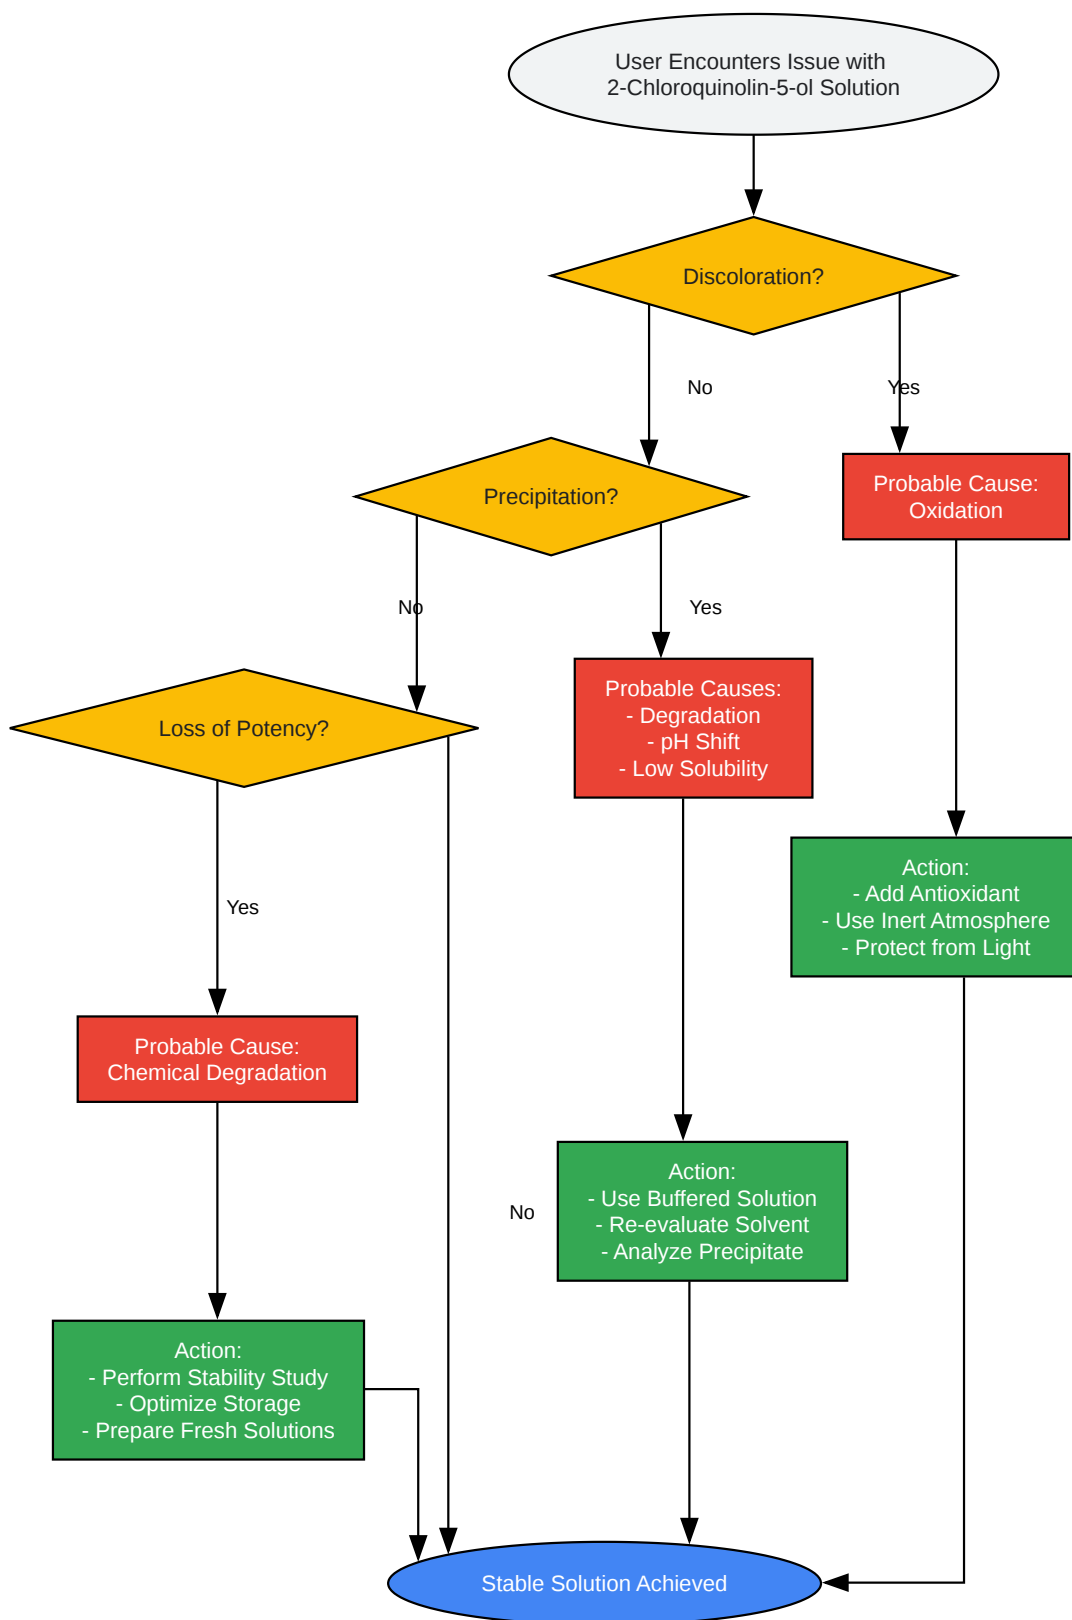 User Encounters Issue with
2-Chloroquinolin-5-ol Solution
Discoloration?
No
Yes
Precipitation?
Probable Cause:
Oxidation
No
Yes
Probable Causes:
- Degradation
- pH Shift
- Low Solubility
Loss of Potency?
Action:
- Add Antioxidant
- Use Inert Atmosphere
- Protect from Light
Yes
Probable Cause:
Chemical Degradation
Action:
- Use Buffered Solution
- Re-evaluate Solvent
- Analyze Precipitate
No
Action:
- Perform Stability Study
- Optimize Storage
- Prepare Fresh Solutions
Stable Solution Achieved